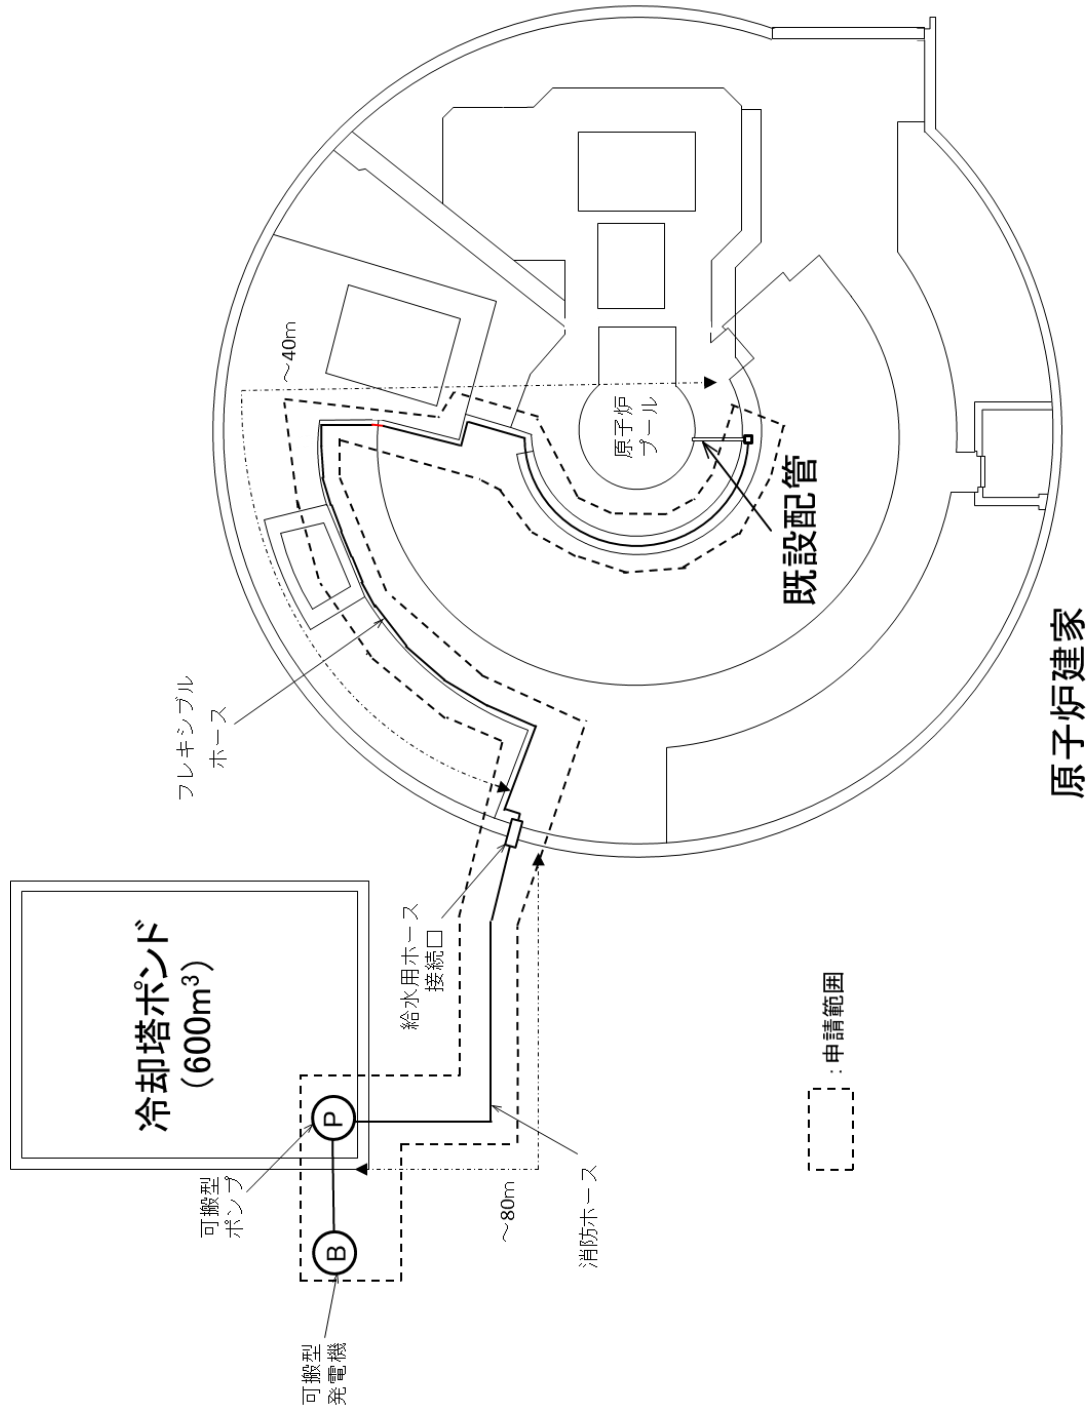 冷却塔ポンド
(600m³)
フレキシブル
ホース
可搬型
ポンプ
～40m
可搬型
発電機
B
P
給水用ホース
接続口
～80m
消防ホース
原子炉
プール
既設配管
：申請範囲
原子炉建家